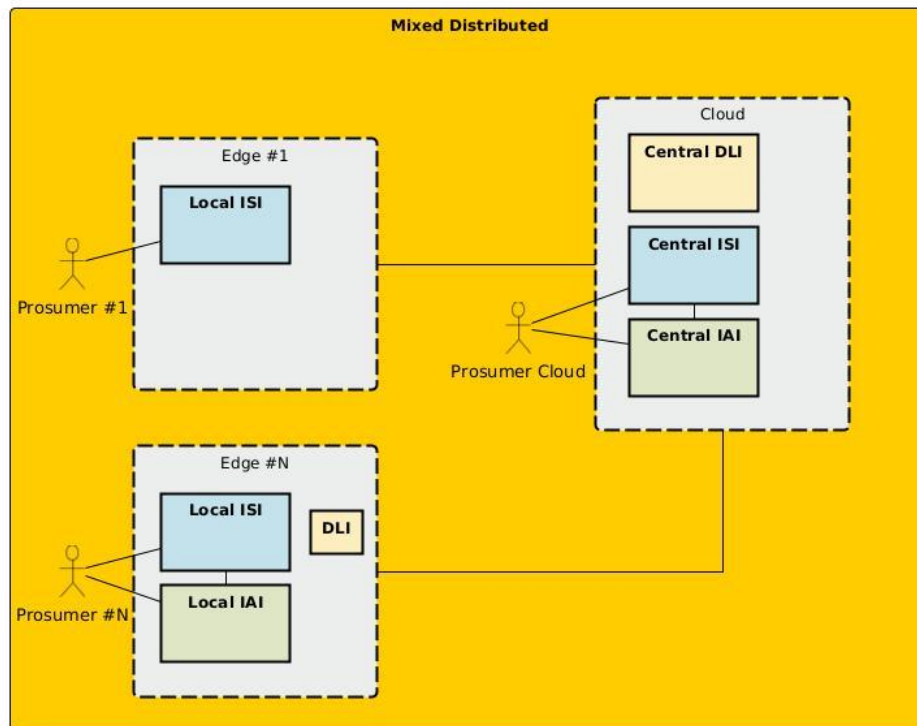 Mixed Distributed
Edge #1
Local ISI
Prosumer #1
Cloud
Central DLI
Central ISI
Central IAI
Prosumer Cloud
Edge #N
Local ISI
DLI
Local IAI
Prosumer #N